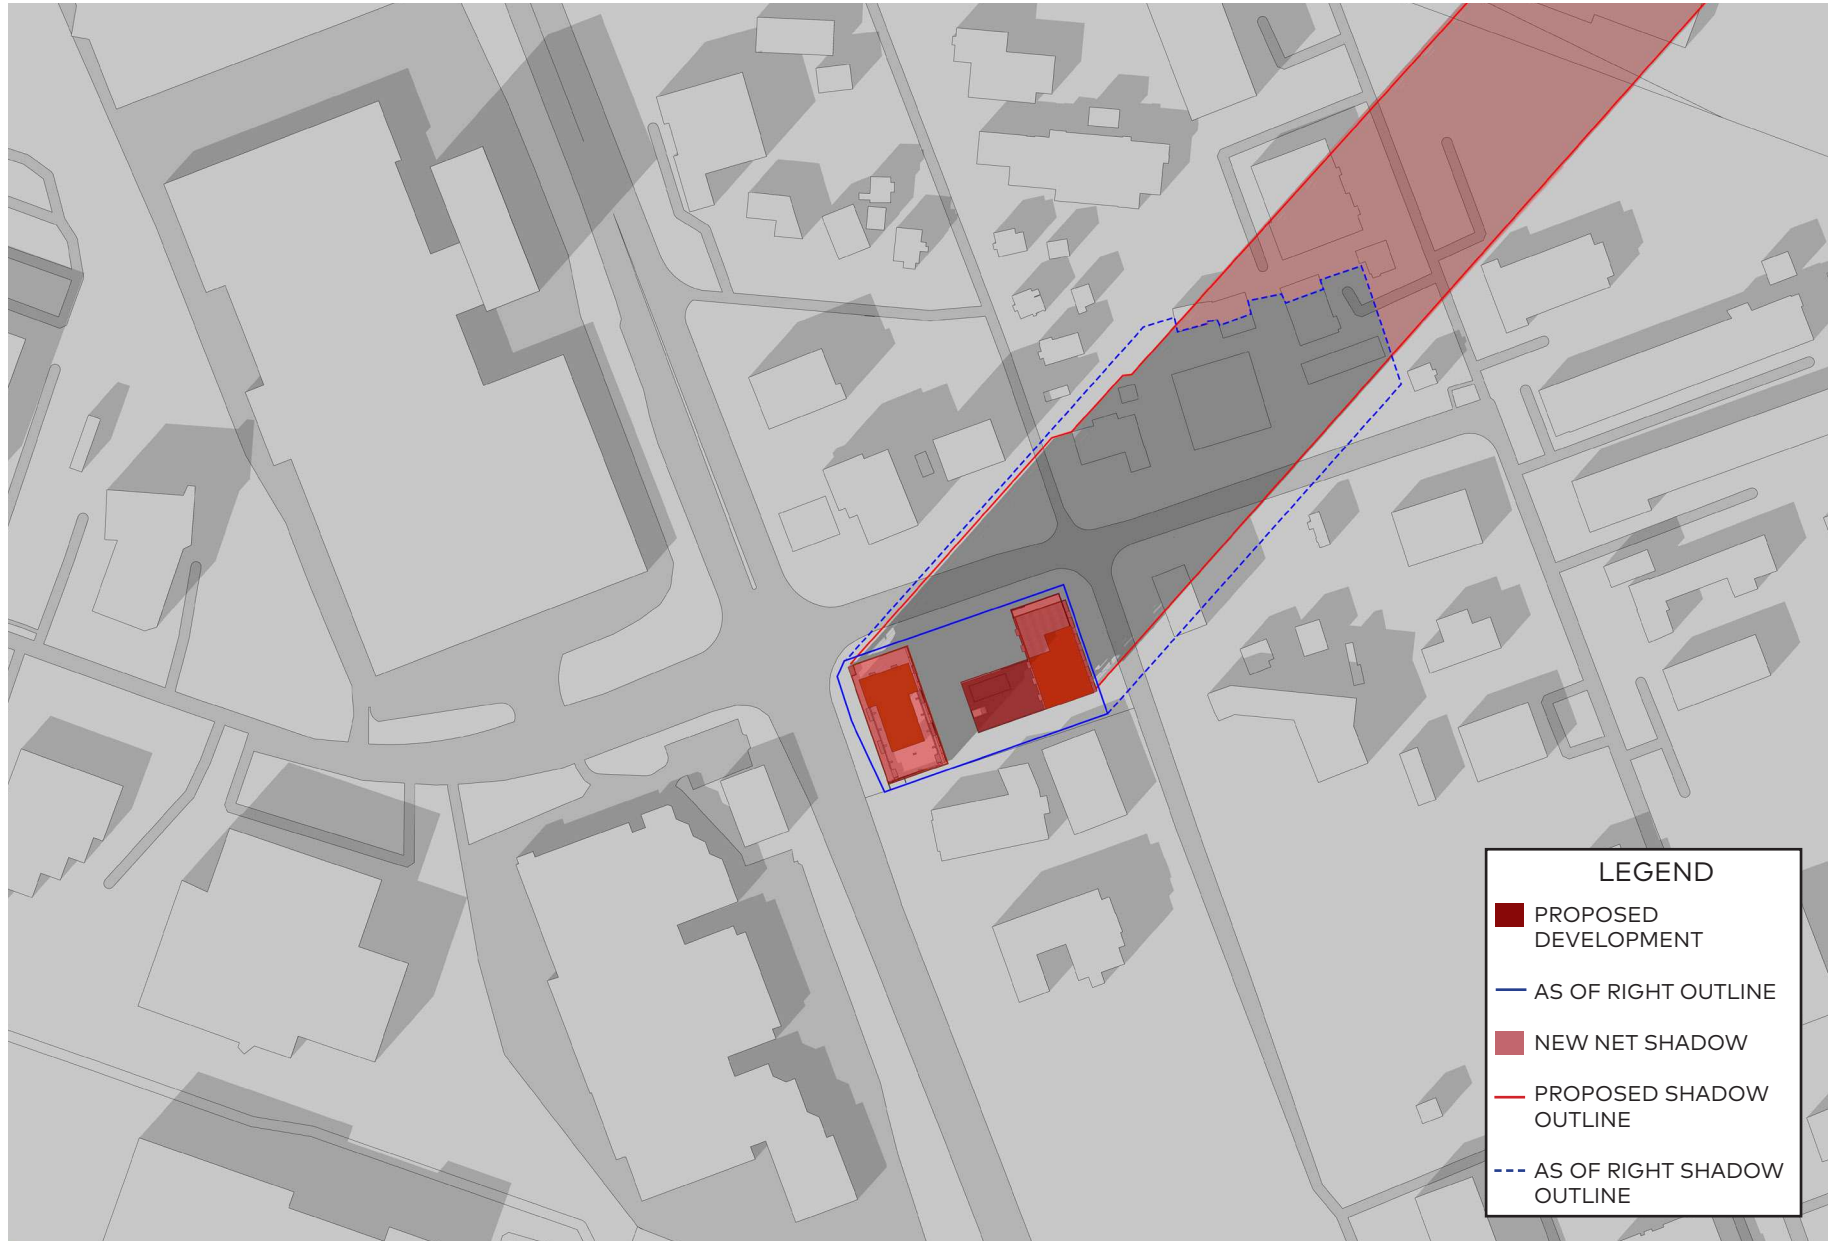 LEGEND
PROPOSED
DEVELOPMENT
AS OF RIGHT OUTLINE
NEW NET SHADOW
PROPOSED SHADOW
OUTLINE
AS OF RIGHT SHADOW
OUTLINE